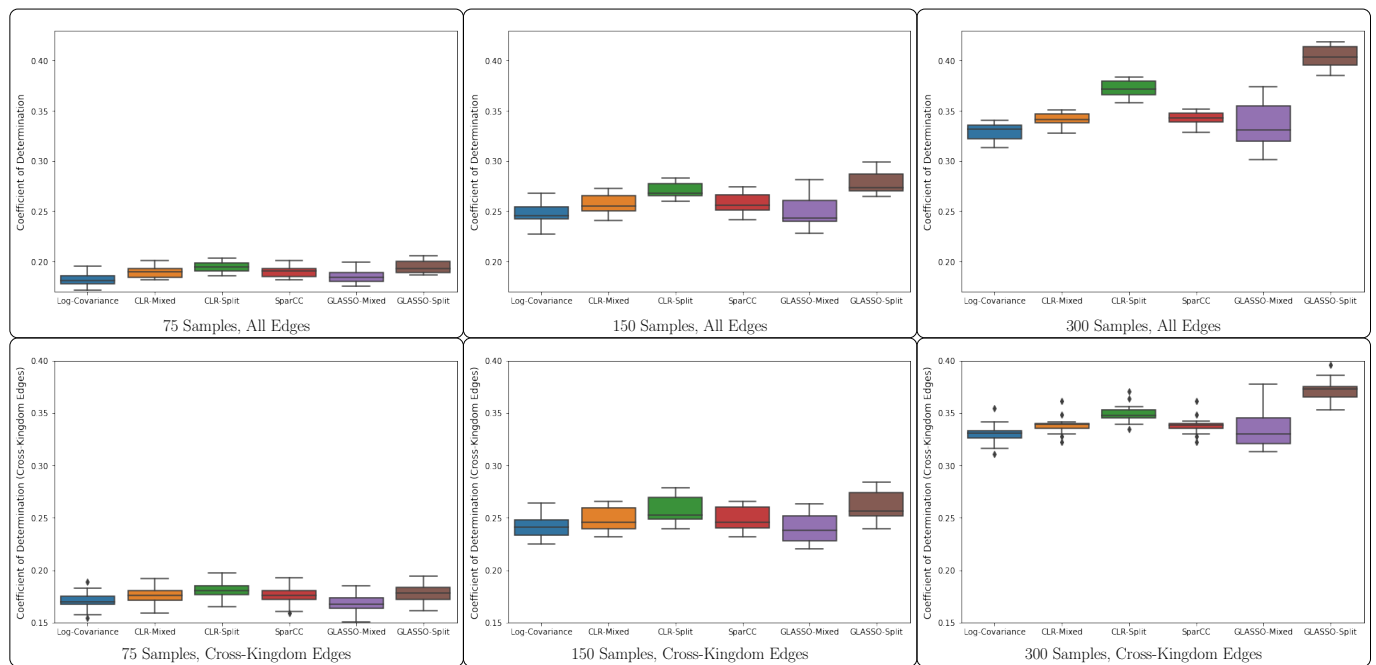 0.40
0.35
0.30
0.25
0.20
Coefficient of Determination
Log-Covariance CLR-Mixed CLR-Split SparCC GLASSO-Mixed GLASSO-Split
75 Samples, All Edges
0.40
0.35
0.30
0.25
0.20
Coefficient of Determination
Log-Covariance CLR-Mixed CLR-Split SparCC GLASSO-Mixed GLASSO-Split
150 Samples, All Edges
0.40
0.35
0.30
0.25
0.20
Coefficient of Determination
Log-Covariance CLR-Mixed CLR-Split SparCC GLASSO-Mixed GLASSO-Split
300 Samples, All Edges
0.40
0.35
0.30
0.25
0.20
0.15
Coefficient of Determination (Cross-Kingdom Edges)
Log-Covariance CLR-Mixed CLR-Split SparCC GLASSO-Mixed GLASSO-Split
75 Samples, Cross-Kingdom Edges
0.40
0.35
0.30
0.25
0.20
0.15
Coefficient of Determination (Cross-Kingdom Edges)
Log-Covariance CLR-Mixed CLR-Split SparCC GLASSO-Mixed GLASSO-Split
150 Samples, Cross-Kingdom Edges
0.40
0.35
0.30
0.25
0.20
0.15
Coefficient of Determination (Cross-Kingdom Edges)
Log-Covariance CLR-Mixed CLR-Split SparCC GLASSO-Mixed GLASSO-Split
300 Samples, Cross-Kingdom Edges